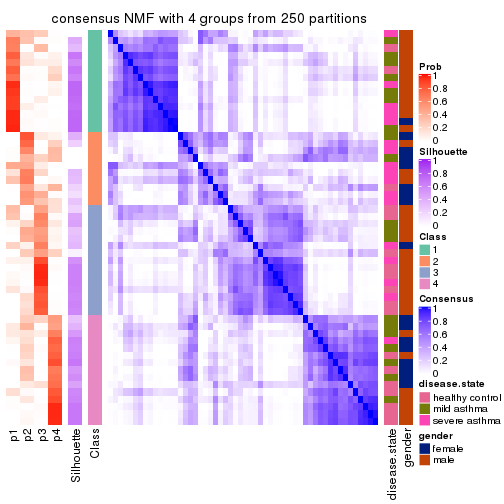 consensus NMF with 4 groups from 250 partitions
Prob
1
0.8
0.6
0.4
0.2
0
Silhouette
1
0.8
0.6
0.4
0.2
0
Class
1
2
3
4
Consensus
1
0.8
0.6
0.4
0.2
0
disease.state
healthy control
mild asthma
severe asthma
gender
female
male
p1
p2
p3
p4
Silhouette
Class
disease.state
gender